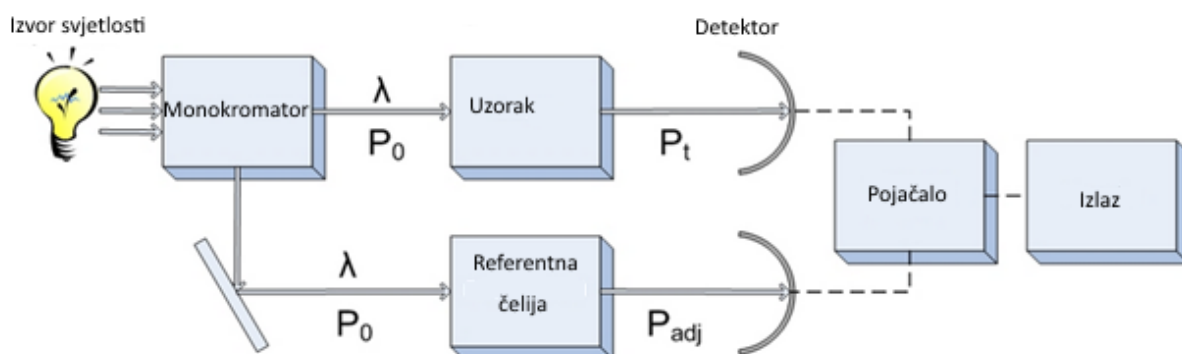 Izvor svjetlosti
Detektor
Monokromator
λ
P0
Uzorak
Pt
Pojačalo
Izlaz
λ
P0
Referentna
čelija
Padj